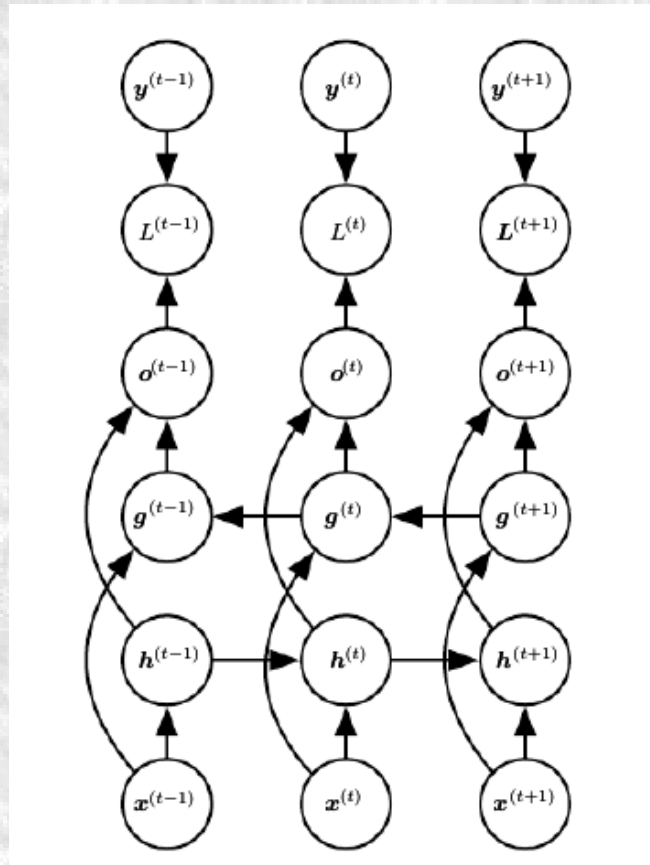 y^(t−1) y^(t) y^(t+1)
L^(t−1) L^(t) L^(t+1)
o^(t−1) o^(t) o^(t+1)
g^(t−1) g^(t) g^(t+1)
h^(t−1) h^(t) h^(t+1)
x^(t−1) x^(t) x^(t+1)